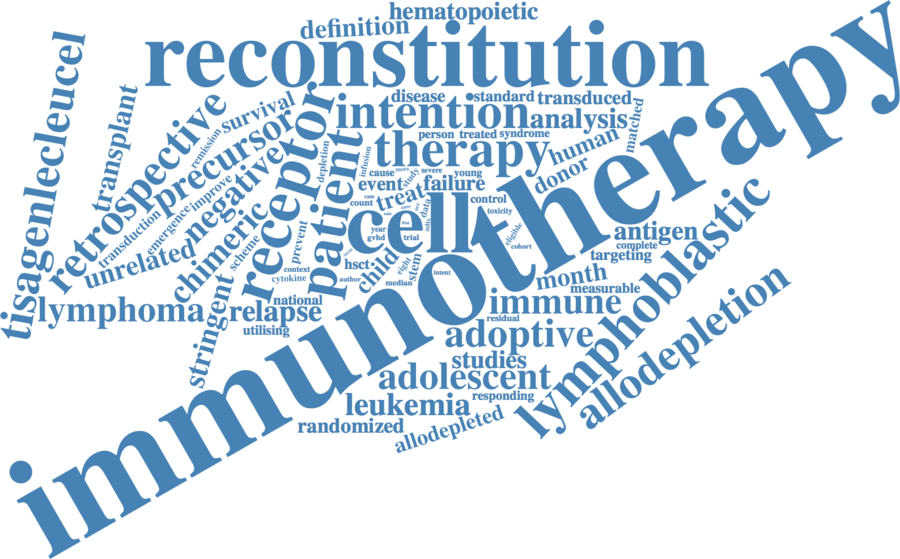 hematopoietic
definition
reconstitution
immunotherapy
tisagenlecleucel
transplant
retrospective
remission
survival
precursor
receptor
disease
standard
transduced
intention
analysis
matched
person
treated
syndrome
therapy
human
donor
patient
depletion
infusion
cause
more
severe
young
event
study
failure
treat
control
toxicity
cell
count
data
year
gvhd
trial
free
eligible
cohort
antigen
complete
targeting
transduction
emergence
improve
negative
unrelated
chimeric
scheme
prevent
context
cytokine
hsct
child
author
median
eight
stem
intent
month
measurable
lymphoblastic
allodepletion
lymphoma
stringent
relapse
national
utilising
immune
residual
adoptive
studies
adolescent
responding
leukemia
randomized
allodepleted